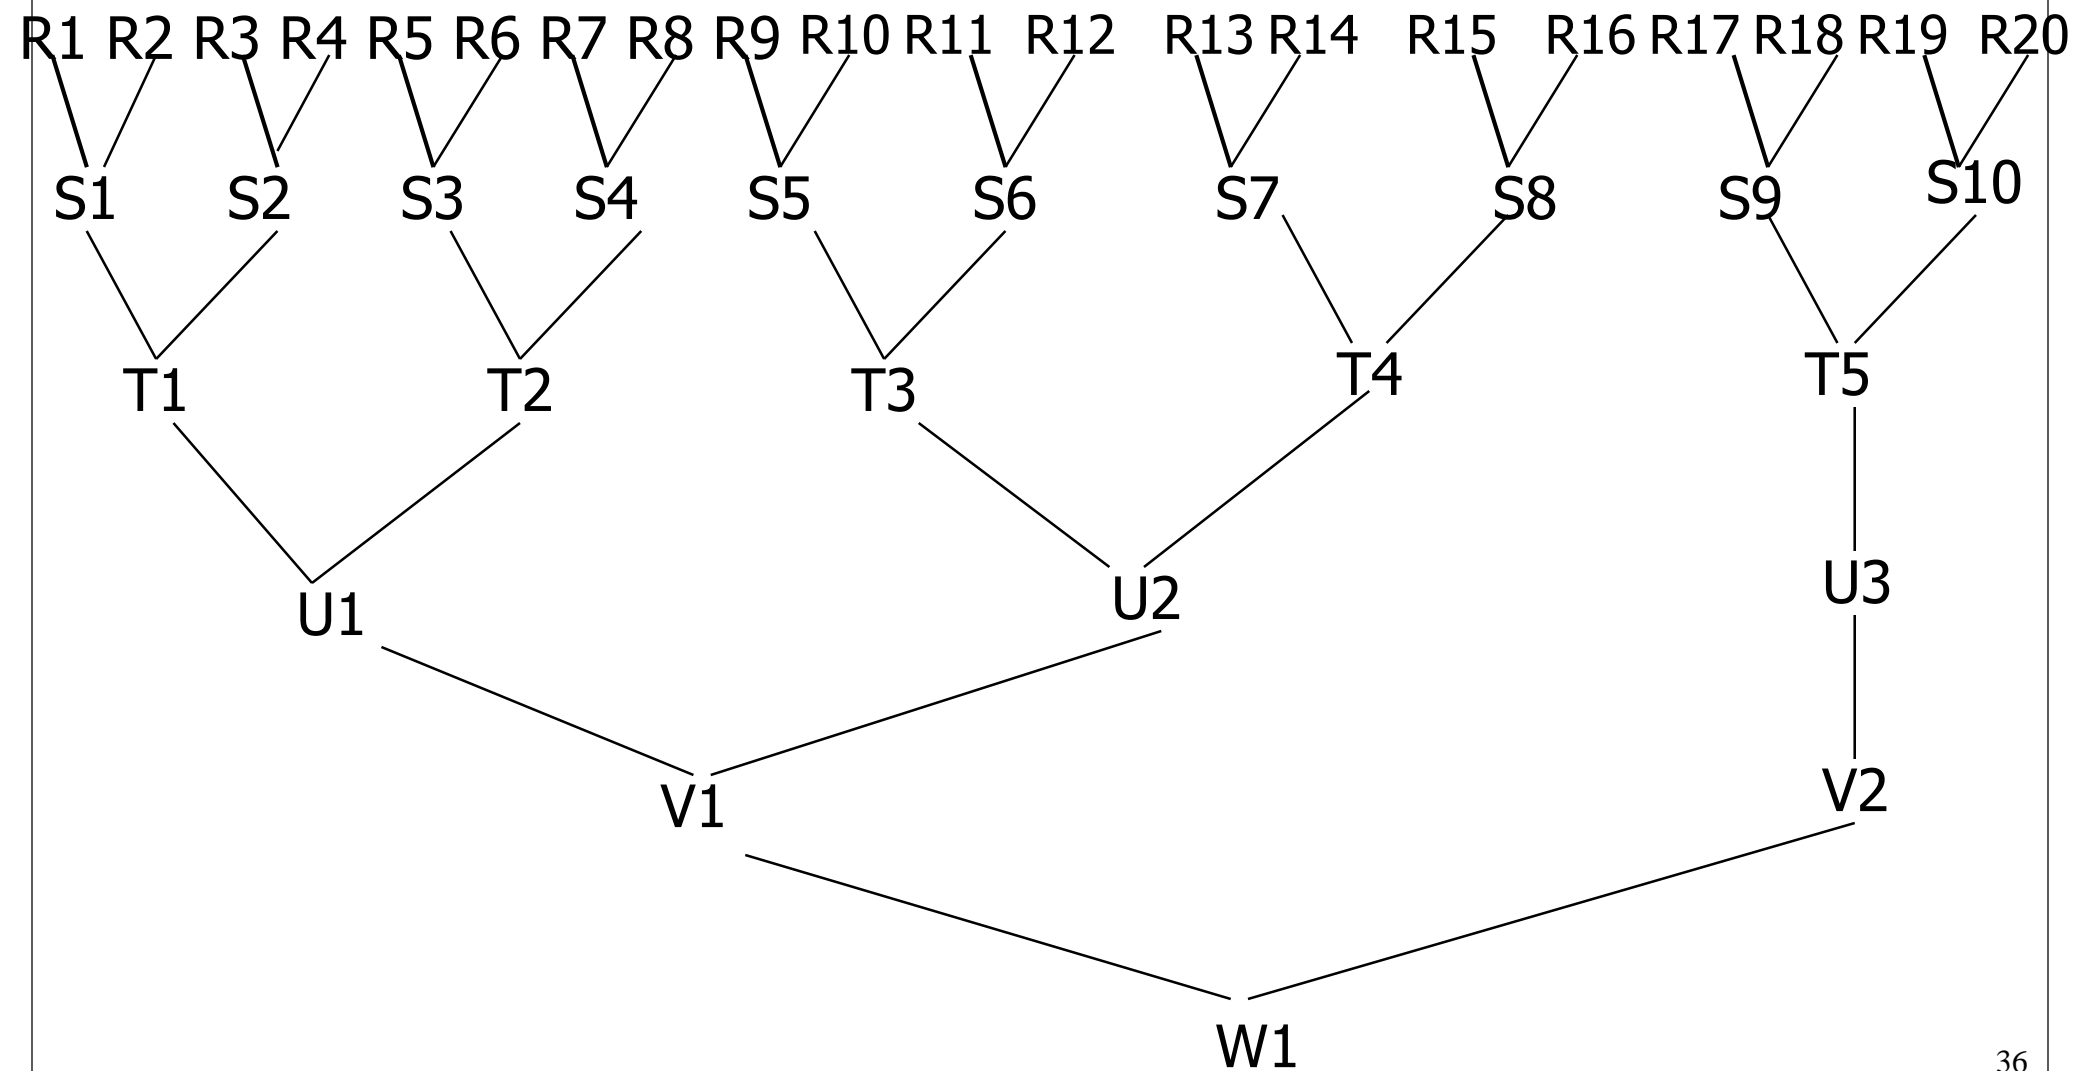 R1 R2 R3 R4 R5 R6 R7 R8 R9 R10 R11 R12 R13 R14 R15 R16 R17 R18 R19 R20
S1 S2 S3 S4 S5 S6 S7 S8 S9 S10
T1 T2 T3 T4 T5
U1 U2 U3
V1 V2
W1
36